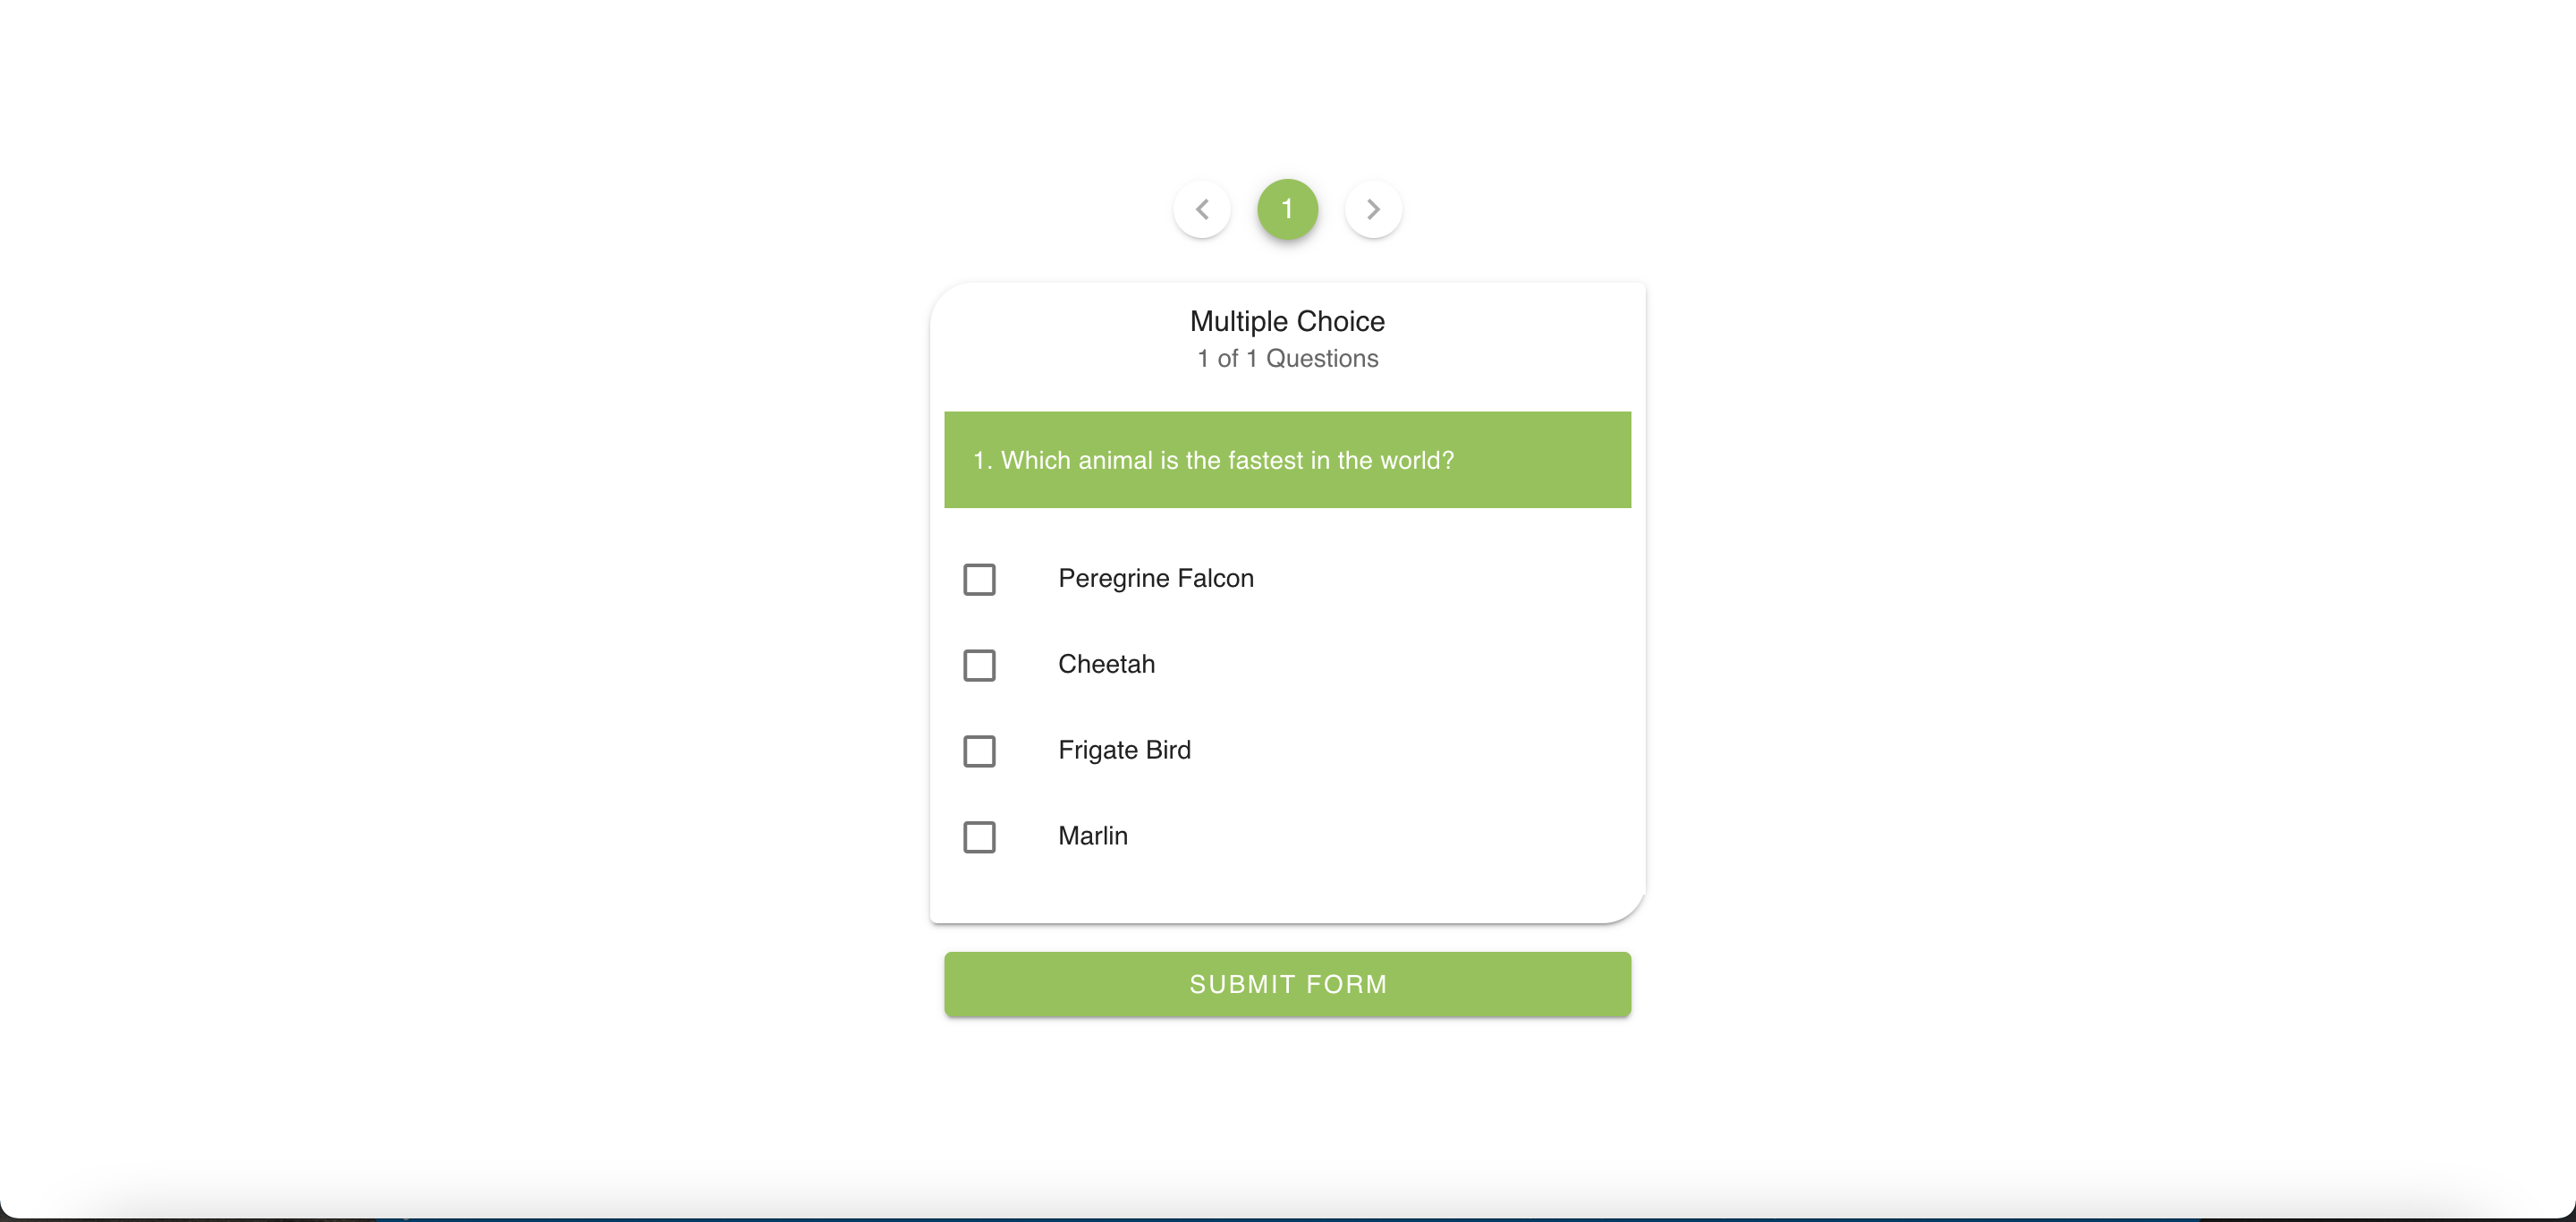 1
Multiple Choice
1 of 1 Questions
1. Which animal is the fastest in the world?
Peregrine Falcon
Cheetah
Frigate Bird
Marlin
SUBMIT FORM